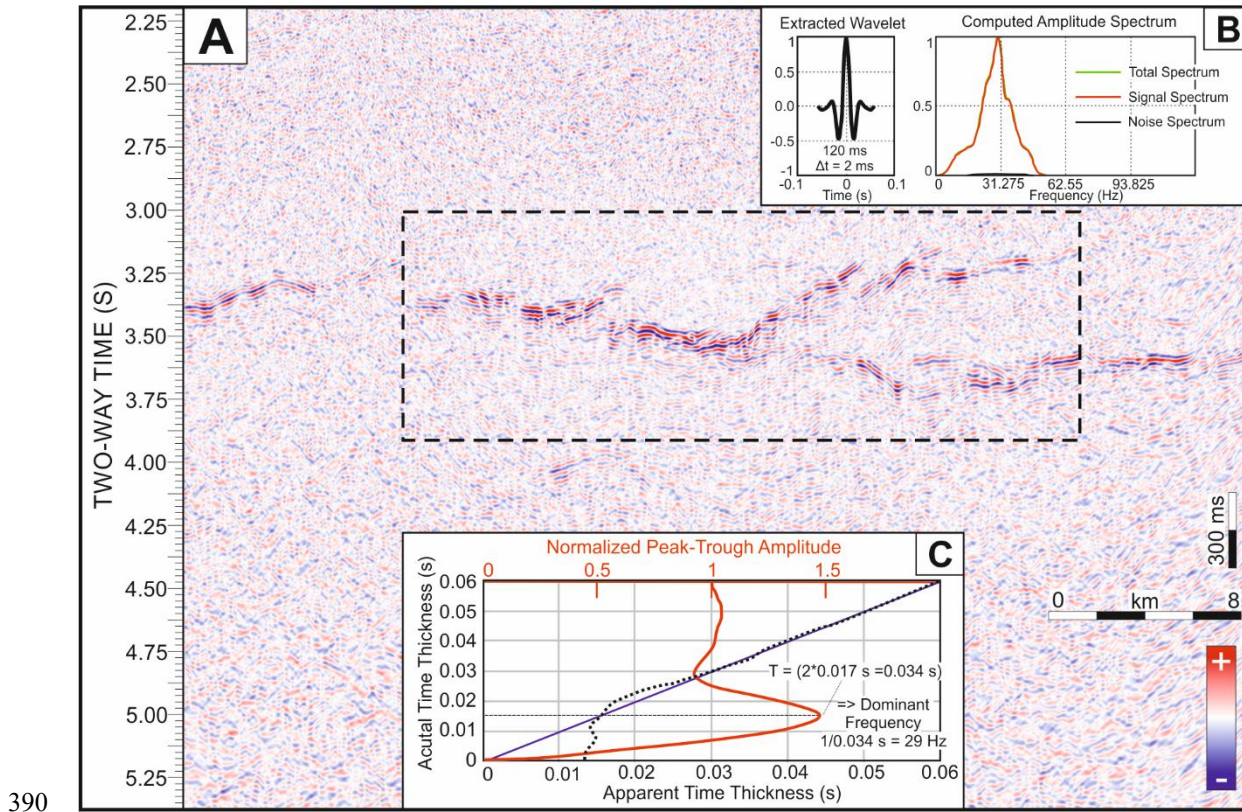 A
TWO-WAY TIME (S)
2.25
2.50
2.75
3.00
3.25
3.50
3.75
4.00
4.25
4.50
4.75
5.00
5.25
B
Extracted Wavelet
1
0.5
0.0
-0.5
-1
120 ms
Δt = 2 ms
-0.1 0 0.1
Time (s)
Computed Amplitude Spectrum
1
0.5
0
Total Spectrum
Signal Spectrum
Noise Spectrum
0 31.275 62.55 93.825
Frequency (Hz)
C
Normalized Peak-Trough Amplitude
0 0.5 1 1.5
Acutal Time Thickness (s)
0.06
0.05
0.04
0.03
0.02
0.01
0
T = (2*0.017 s =0.034 s)
=> Dominant
Frequency
1/0.034 s = 29 Hz
0 0.01 0.02 0.03 0.04 0.05 0.06
Apparent Time Thickness (s)
300 ms
0 km 8
+
-
390